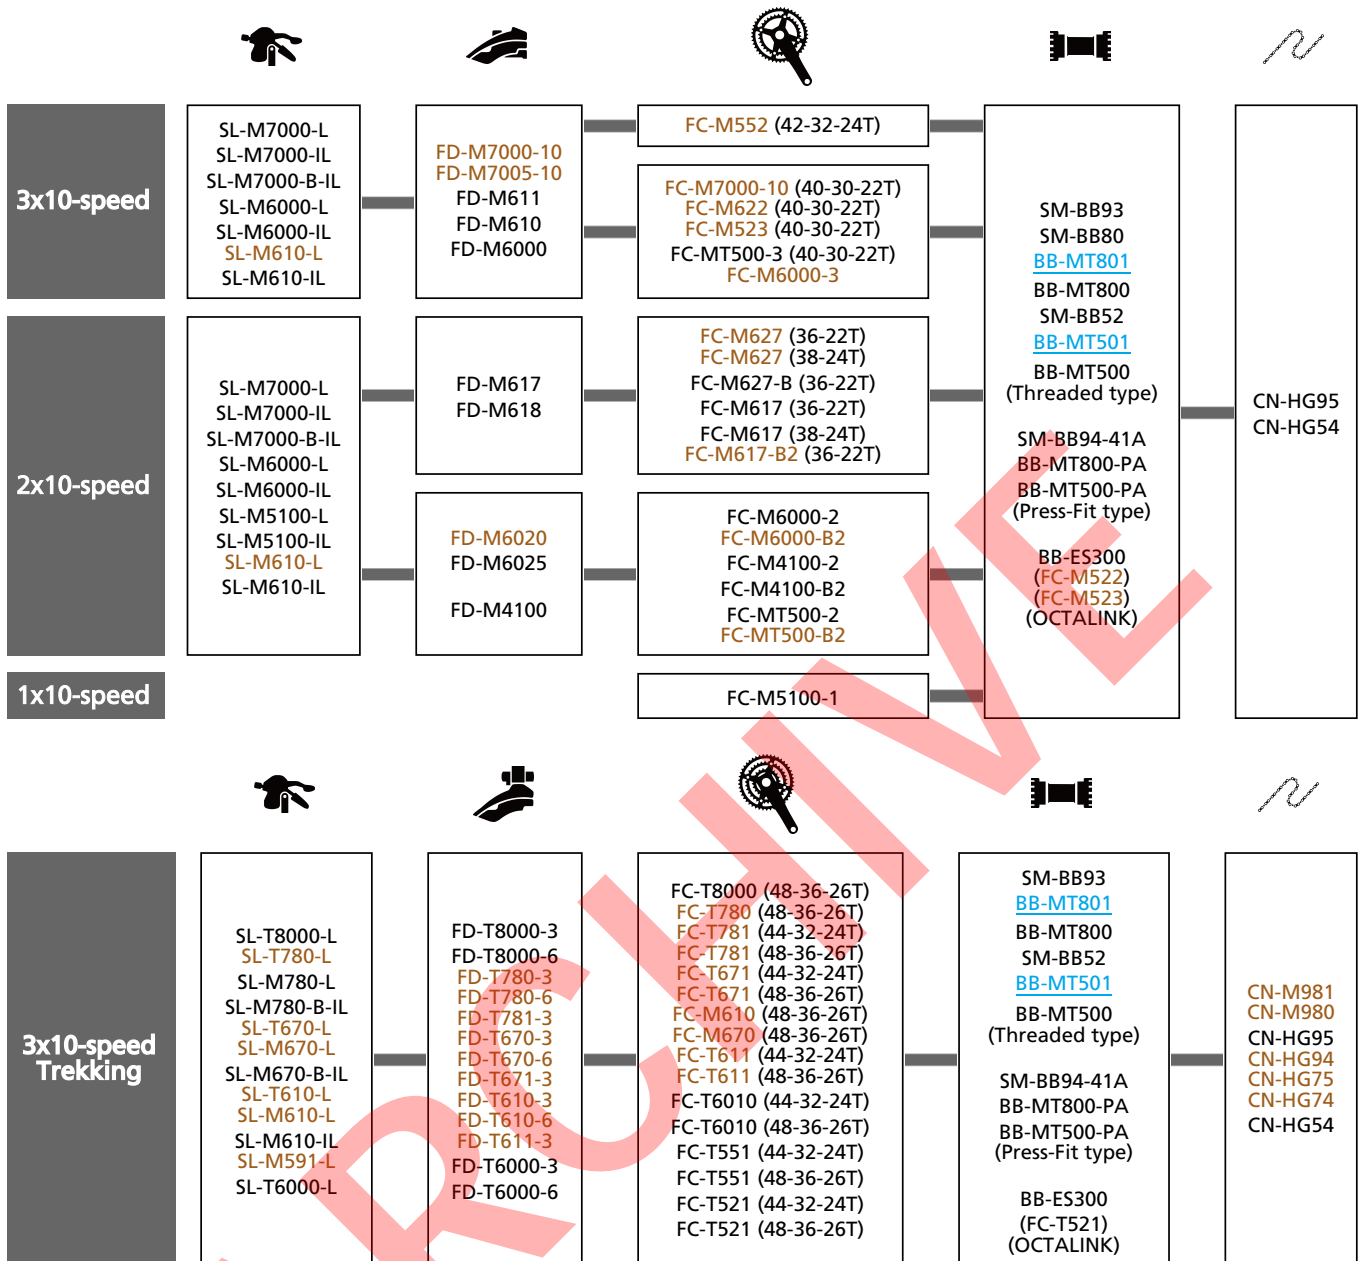 3x10-speed
SL-M7000-L
SL-M7000-IL
SL-M7000-B-IL
SL-M6000-L
SL-M6000-IL
SL-M610-L
SL-M610-IL
FD-M7000-10
FD-M7005-10
FD-M611
FD-M610
FD-M6000
FC-M552 (42-32-24T)
FC-M7000-10 (40-30-22T)
FC-M622 (40-30-22T)
FC-M523 (40-30-22T)
FC-MT500-3 (40-30-22T)
FC-M6000-3
2x10-speed
SL-M7000-L
SL-M7000-IL
SL-M7000-B-IL
SL-M6000-L
SL-M6000-IL
SL-M5100-L
SL-M5100-IL
SL-M610-L
SL-M610-IL
FD-M617
FD-M618
FC-M627 (36-22T)
FC-M627 (38-24T)
FC-M627-B (36-22T)
FC-M617 (36-22T)
FC-M617 (38-24T)
FC-M617-B2 (36-22T)
FD-M6020
FD-M6025
FD-M4100
FC-M6000-2
FC-M6000-B2
FC-M4100-2
FC-M4100-B2
FC-MT500-2
FC-MT500-B2
1x10-speed
FC-M5100-1
SM-BB93
SM-BB80
BB-MT801
BB-MT800
SM-BB52
BB-MT501
BB-MT500
(Threaded type)
SM-BB94-41A
BB-MT800-PA
BB-MT500-PA
(Press-Fit type)
BB-ES300
(FC-M522)
(FC-M523)
(OCTALINK)
CN-HG95
CN-HG54
3x10-speed
Trekking
SL-T8000-L
SL-T780-L
SL-M780-L
SL-M780-B-IL
SL-T670-L
SL-M670-L
SL-M670-B-IL
SL-T610-L
SL-M610-L
SL-M610-IL
SL-M591-L
SL-T6000-L
FD-T8000-3
FD-T8000-6
FD-T780-3
FD-T780-6
FD-T781-3
FD-T670-3
FD-T670-6
FD-T671-3
FD-T610-3
FD-T610-6
FD-T611-3
FD-T6000-3
FD-T6000-6
FC-T8000 (48-36-26T)
FC-T780 (48-36-26T)
FC-T781 (44-32-24T)
FC-T781 (48-36-26T)
FC-T671 (44-32-24T)
FC-T671 (48-36-26T)
FC-M610 (48-36-26T)
FC-M670 (48-36-26T)
FC-T611 (44-32-24T)
FC-T611 (48-36-26T)
FC-T6010 (44-32-24T)
FC-T6010 (48-36-26T)
FC-T551 (44-32-24T)
FC-T551 (48-36-26T)
FC-T521 (44-32-24T)
FC-T521 (48-36-26T)
SM-BB93
BB-MT801
BB-MT800
SM-BB52
BB-MT501
BB-MT500
(Threaded type)
SM-BB94-41A
BB-MT800-PA
BB-MT500-PA
(Press-Fit type)
BB-ES300
(FC-T521)
(OCTALINK)
CN-M981
CN-M980
CN-HG95
CN-HG94
CN-HG75
CN-HG74
CN-HG54
RCHIVE